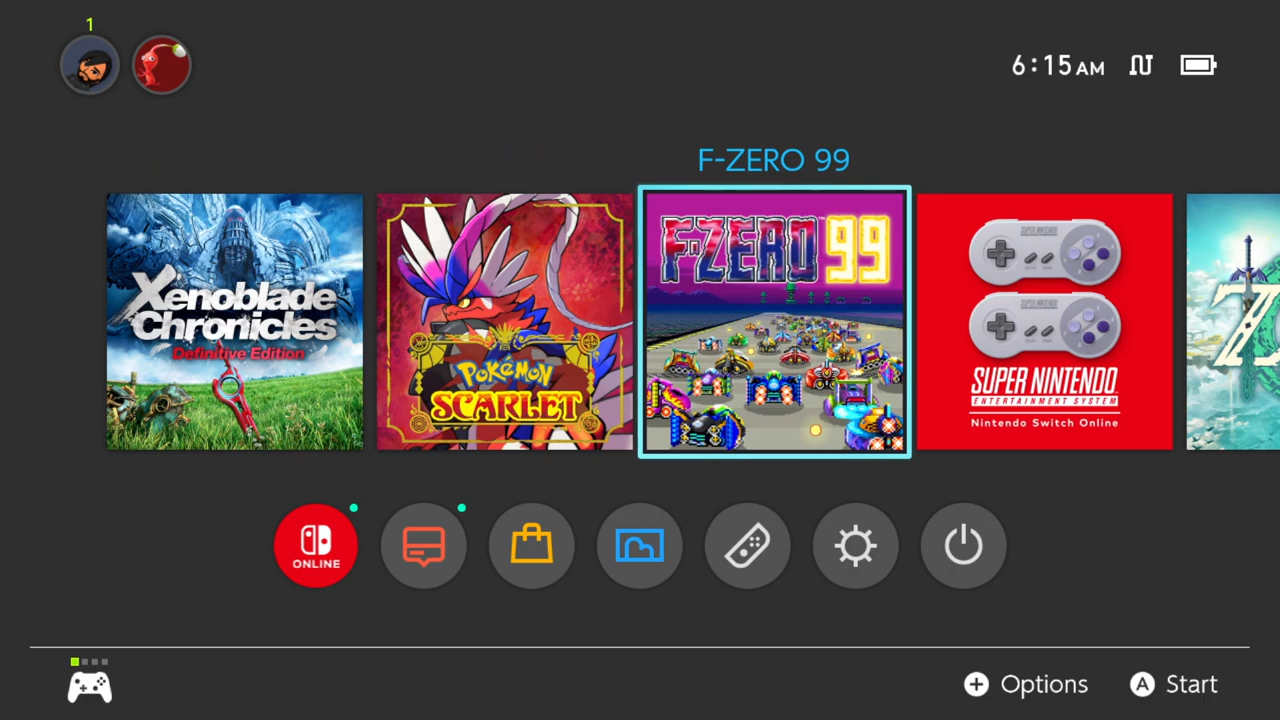 1
6:15 AM
F-ZERO 99
Xenoblade
Chronicles
Definitive Edition
POKÉMON
SCARLET
F-ZERO 99
SUPER NINTENDO
ENTERTAINMENT SYSTEM
Nintendo Switch Online
ONLINE
Options
A Start